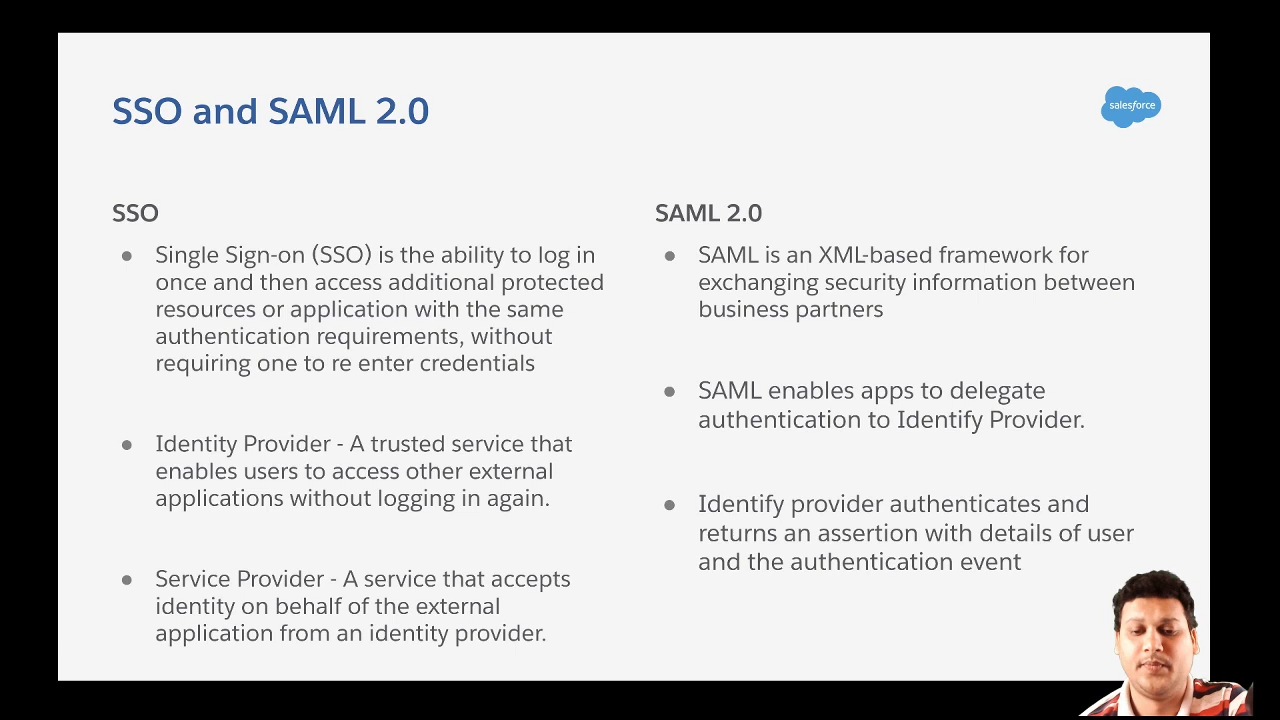 SSO and SAML 2.0
salesforce
SSO
● Single Sign-on (SSO) is the ability to log in
once and then access additional protected
resources or application with the same
authentication requirements, without
requiring one to re enter credentials
● Identity Provider - A trusted service that
enables users to access other external
applications without logging in again.
● Service Provider - A service that accepts
identity on behalf of the external
application from an identity provider.
SAML 2.0
● SAML is an XML-based framework for
exchanging security information between
business partners
● SAML enables apps to delegate
authentication to Identify Provider.
● Identify provider authenticates and
returns an assertion with details of user
and the authentication event